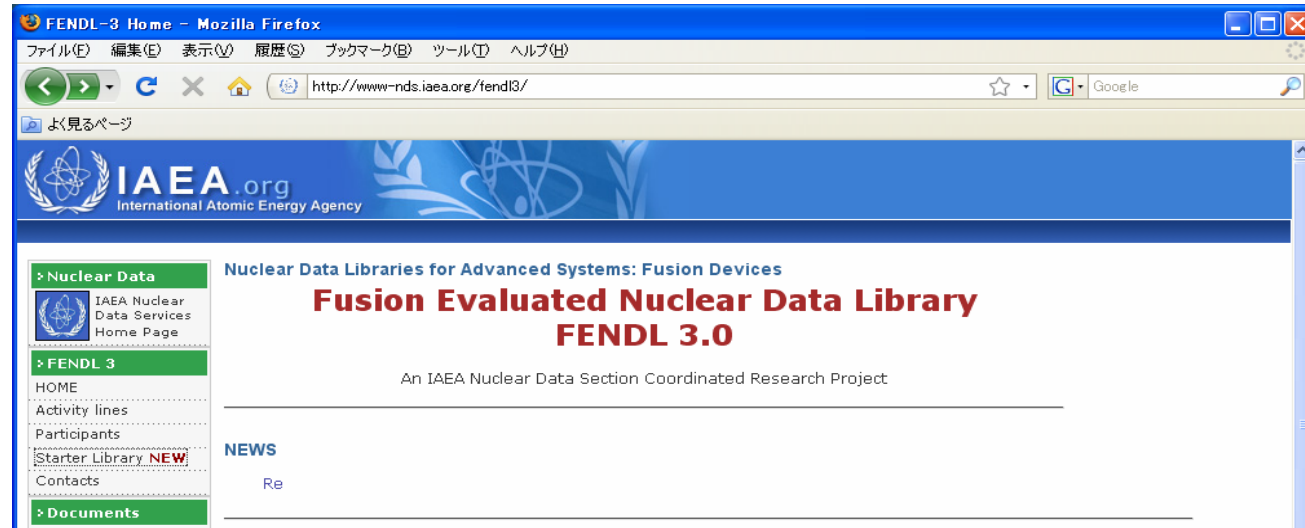 FENDL-3 Home - Mozilla Firefox
ファイル(F) 編集(E) 表示(V) 履歴(S) ブックマーク(B) ツール(T) ヘルプ(H)
http://www-nds.iaea.org/fendl3/
G Google
よく見るページ
IAEA.org
International Atomic Energy Agency
Nuclear Data
IAEA Nuclear
Data Services
Home Page
FENDL 3
HOME
Activity lines
Participants
Starter Library NEW
Contacts
Documents
Nuclear Data Libraries for Advanced Systems: Fusion Devices
Fusion Evaluated Nuclear Data Library
FENDL 3.0
An IAEA Nuclear Data Section Coordinated Research Project
NEWS
Re